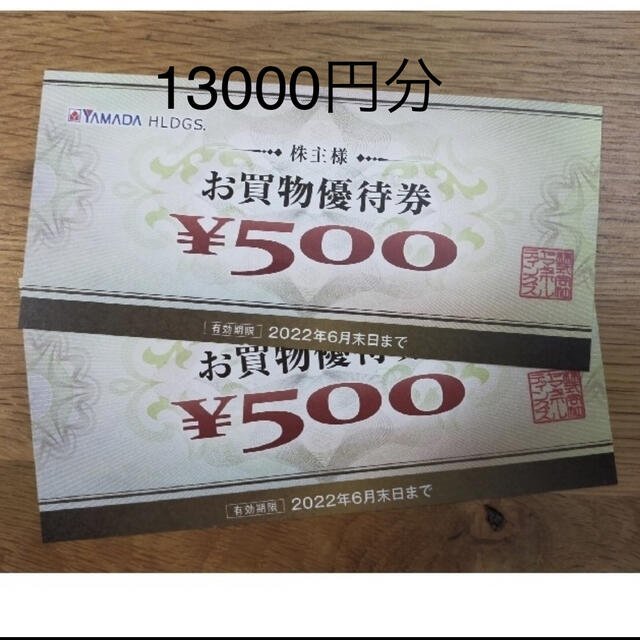 13000円分
YAMADA HLDGS.
株主様
お買物優待券
¥500
有効期限 2022年6月末日まで
お買物優待
¥500
有効期限 2022年6月末日まで